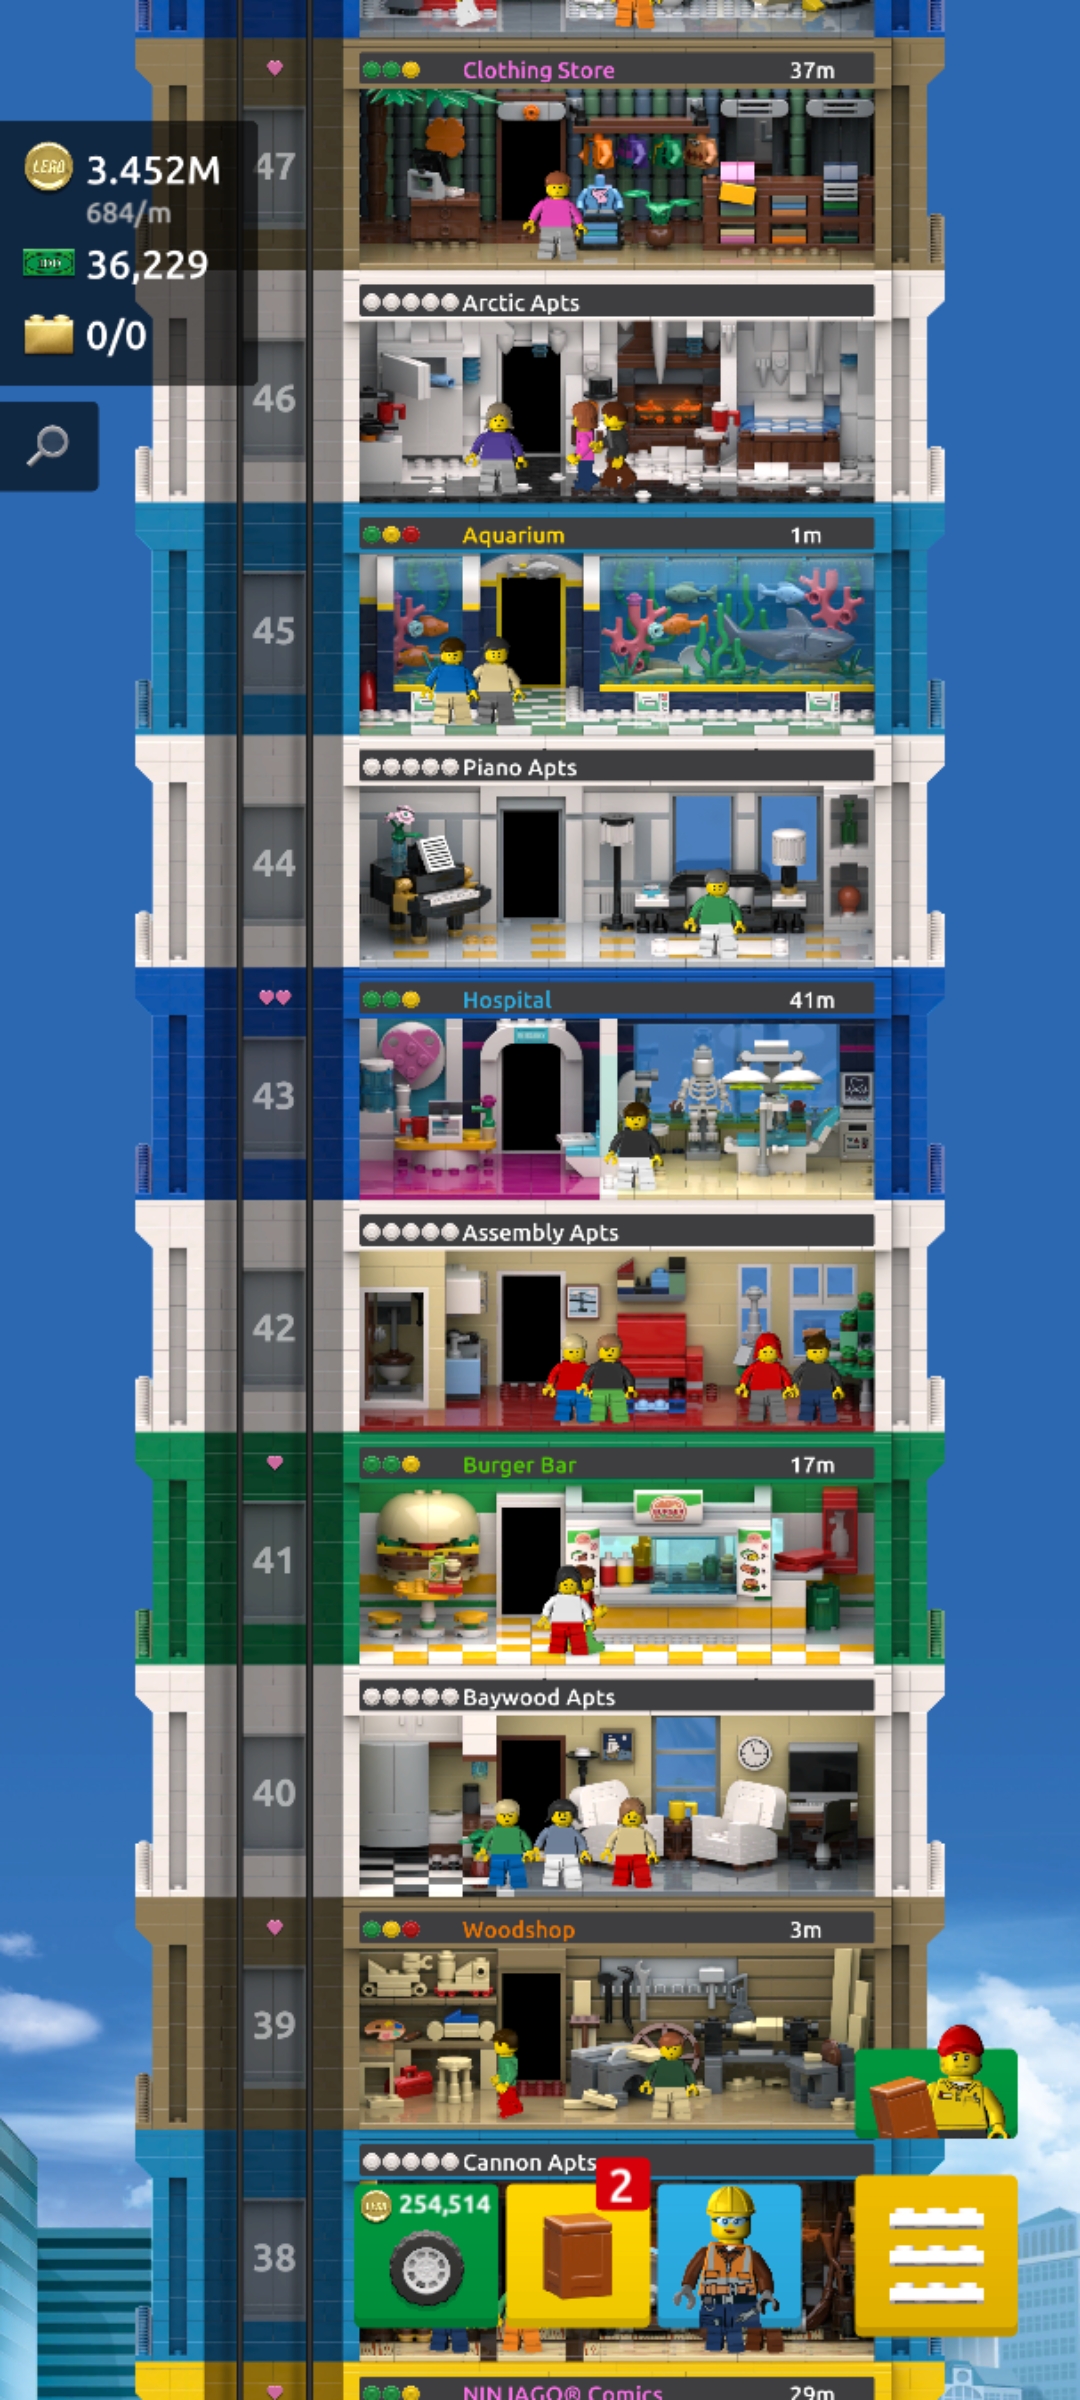 Clothing Store 37m
47
LEGO 3.452M
684/m
36,229
0/0
Arctic Apts
46
Aquarium 1m
45
Piano Apts
44
Hospital 41m
43
Assembly Apts
42
Burger Bar 17m
41
Baywood Apts
40
Woodshop 3m
39
Cannon Apts
2
254,514
38
NINJAGO® Comics 29m